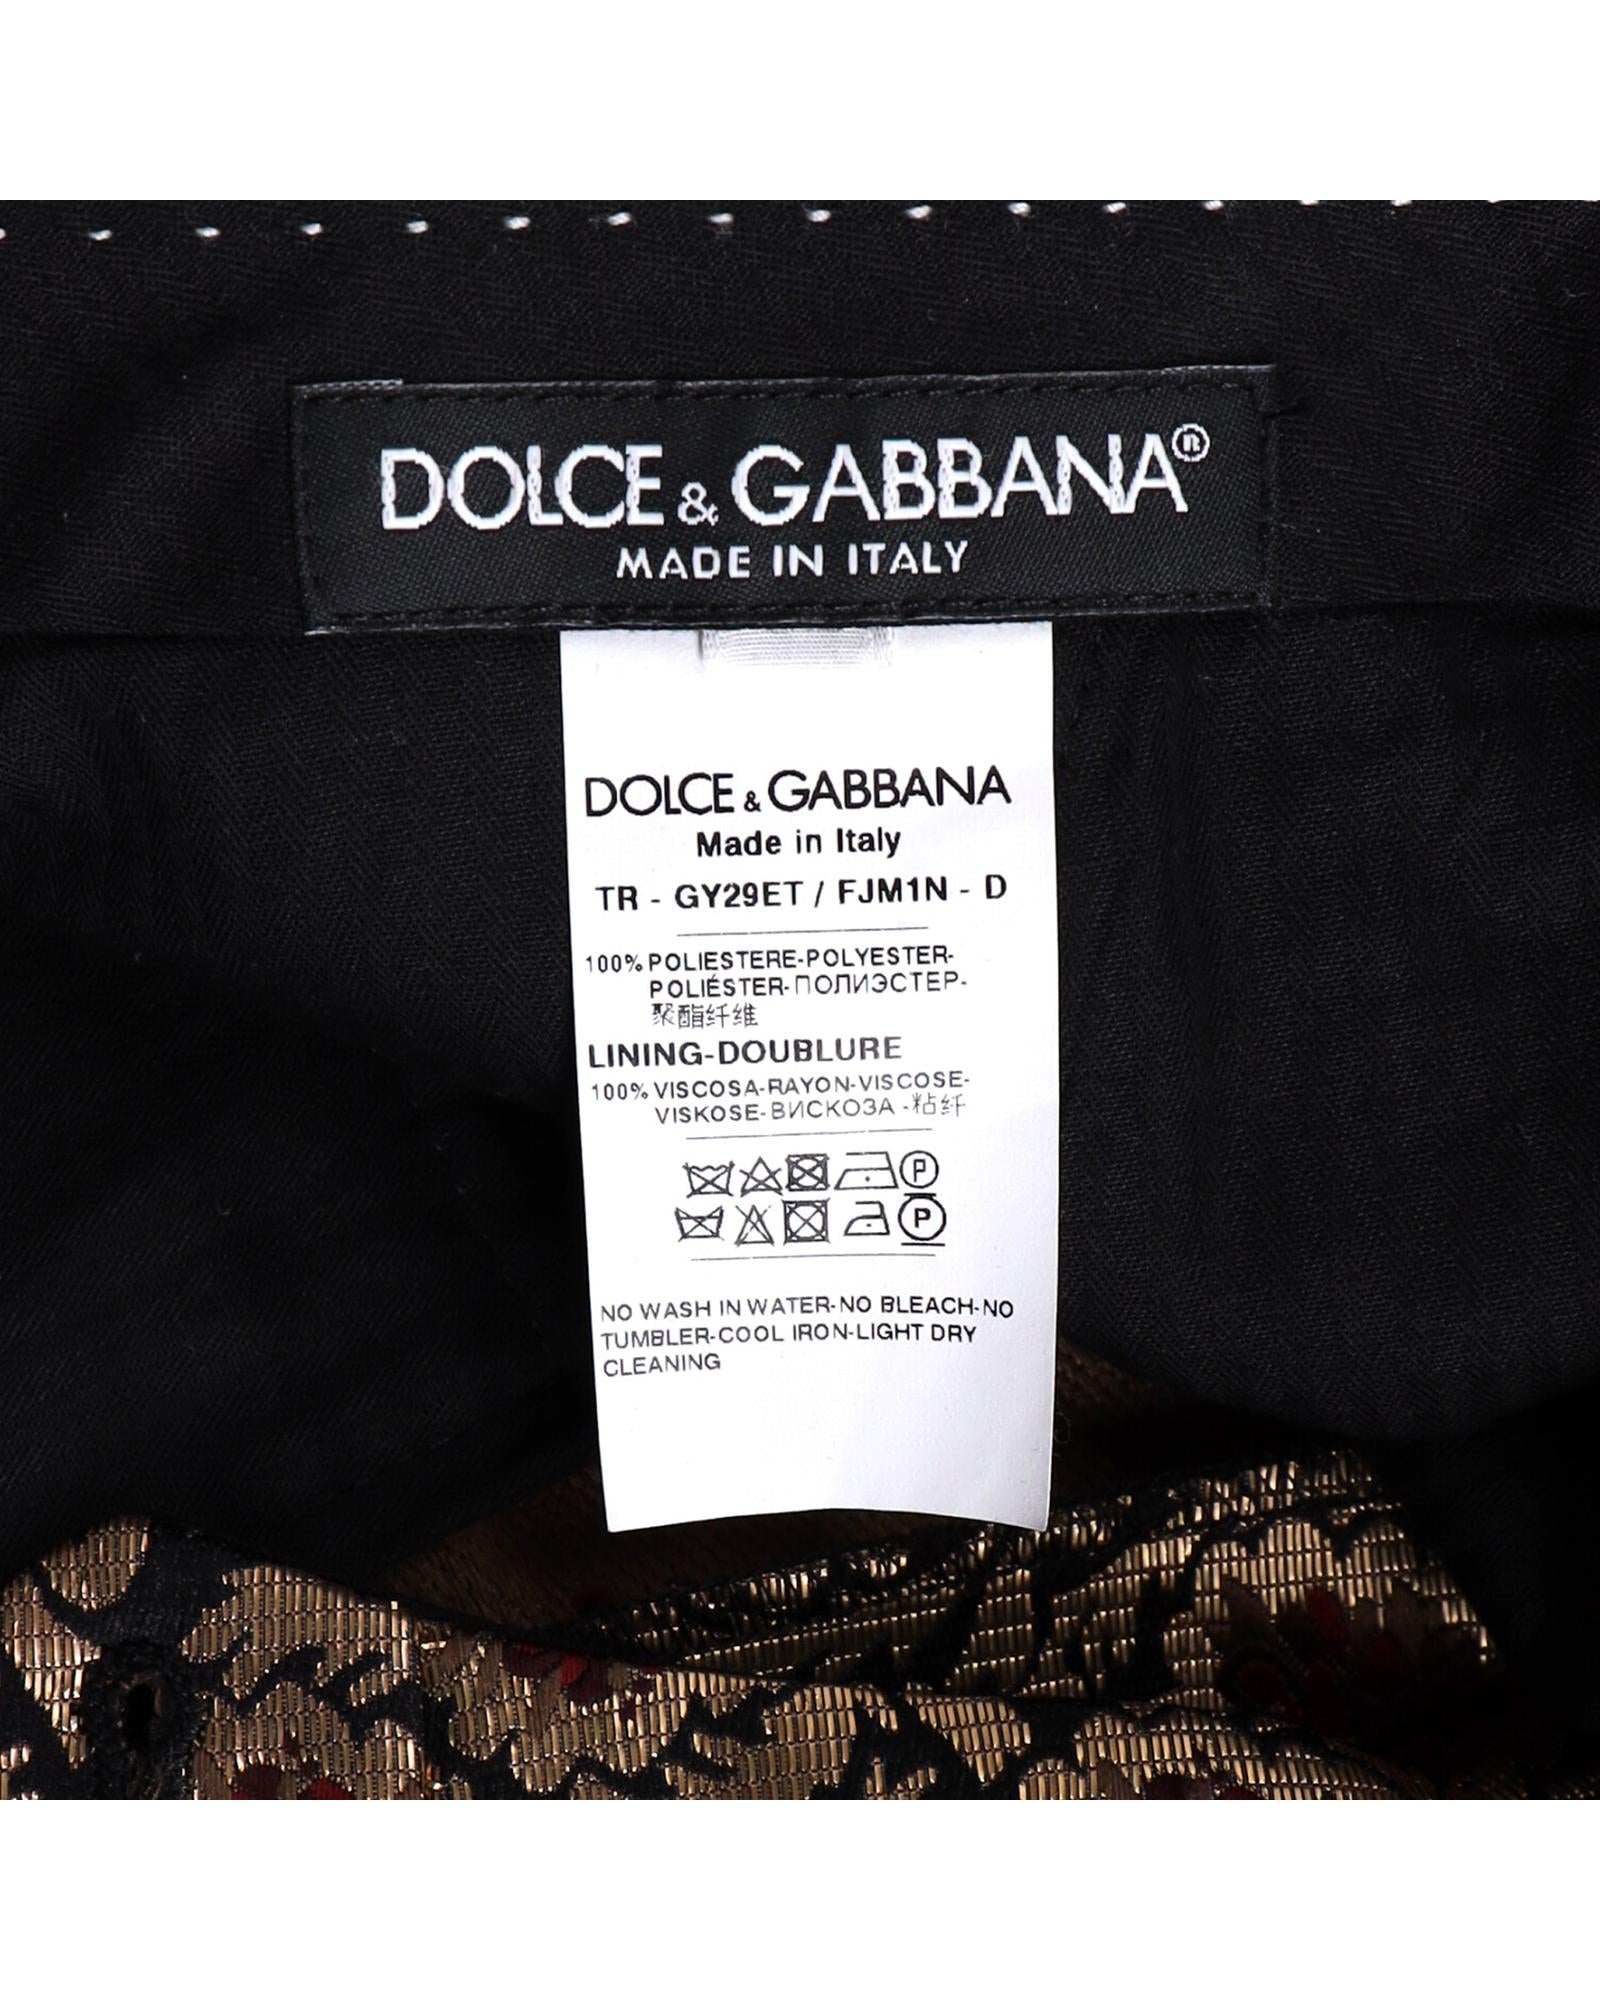 DOLCE & GABBANA®
MADE IN ITALY
DOLCE & GABBANA
Made in Italy
TR - GY29ET / FJM1N - D
100% POLIESTERE-POLYESTER-
POLIÉSTER-ПОЛИЭСТЕР-
聚酯纤维
LINING-DOUBLURE
100% VISCOSA-RAYON-VISCOSE-
VISKOSE-ВИСКОЗА -粘纤
P
P
NO WASH IN WATER-NO BLEACH-NO
TUMBLER-COOL IRON-LIGHT DRY
CLEANING